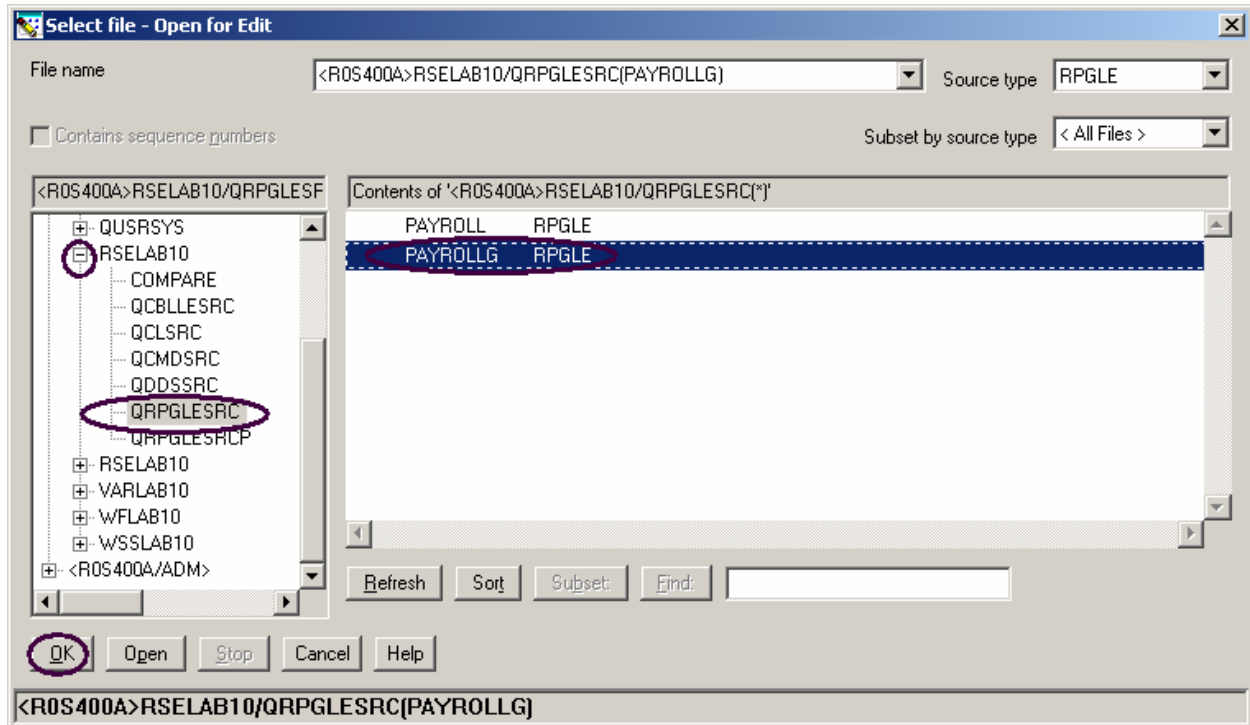 Select file - Open for Edit
File name
<R0S400A>RSELAB10/QRPGLESRC(PAYROLLG)
Source type
RPGLE
Contains sequence numbers
Subset by source type
< All Files >
<R0S400A>RSELAB10/QRPGLESF
Contents of '<R0S400A>RSELAB10/QRPGLESRC(*)'
QUSRSYS
RSELAB10
COMPARE
QCBLLESRC
QCLSRC
QCMDSRC
QDDSSRC
QRPGLESRC
QRPGLESRCP
RSELAB10
VARLAB10
WFLAB10
WSSLAB10
<R0S400A/ADM>
PAYROLL RPGLE
PAYROLLG RPGLE
Refresh
Sort
Subset:
Find:
OK
Open
Stop
Cancel
Help
<R0S400A>RSELAB10/QRPGLESRC(PAYROLLG)